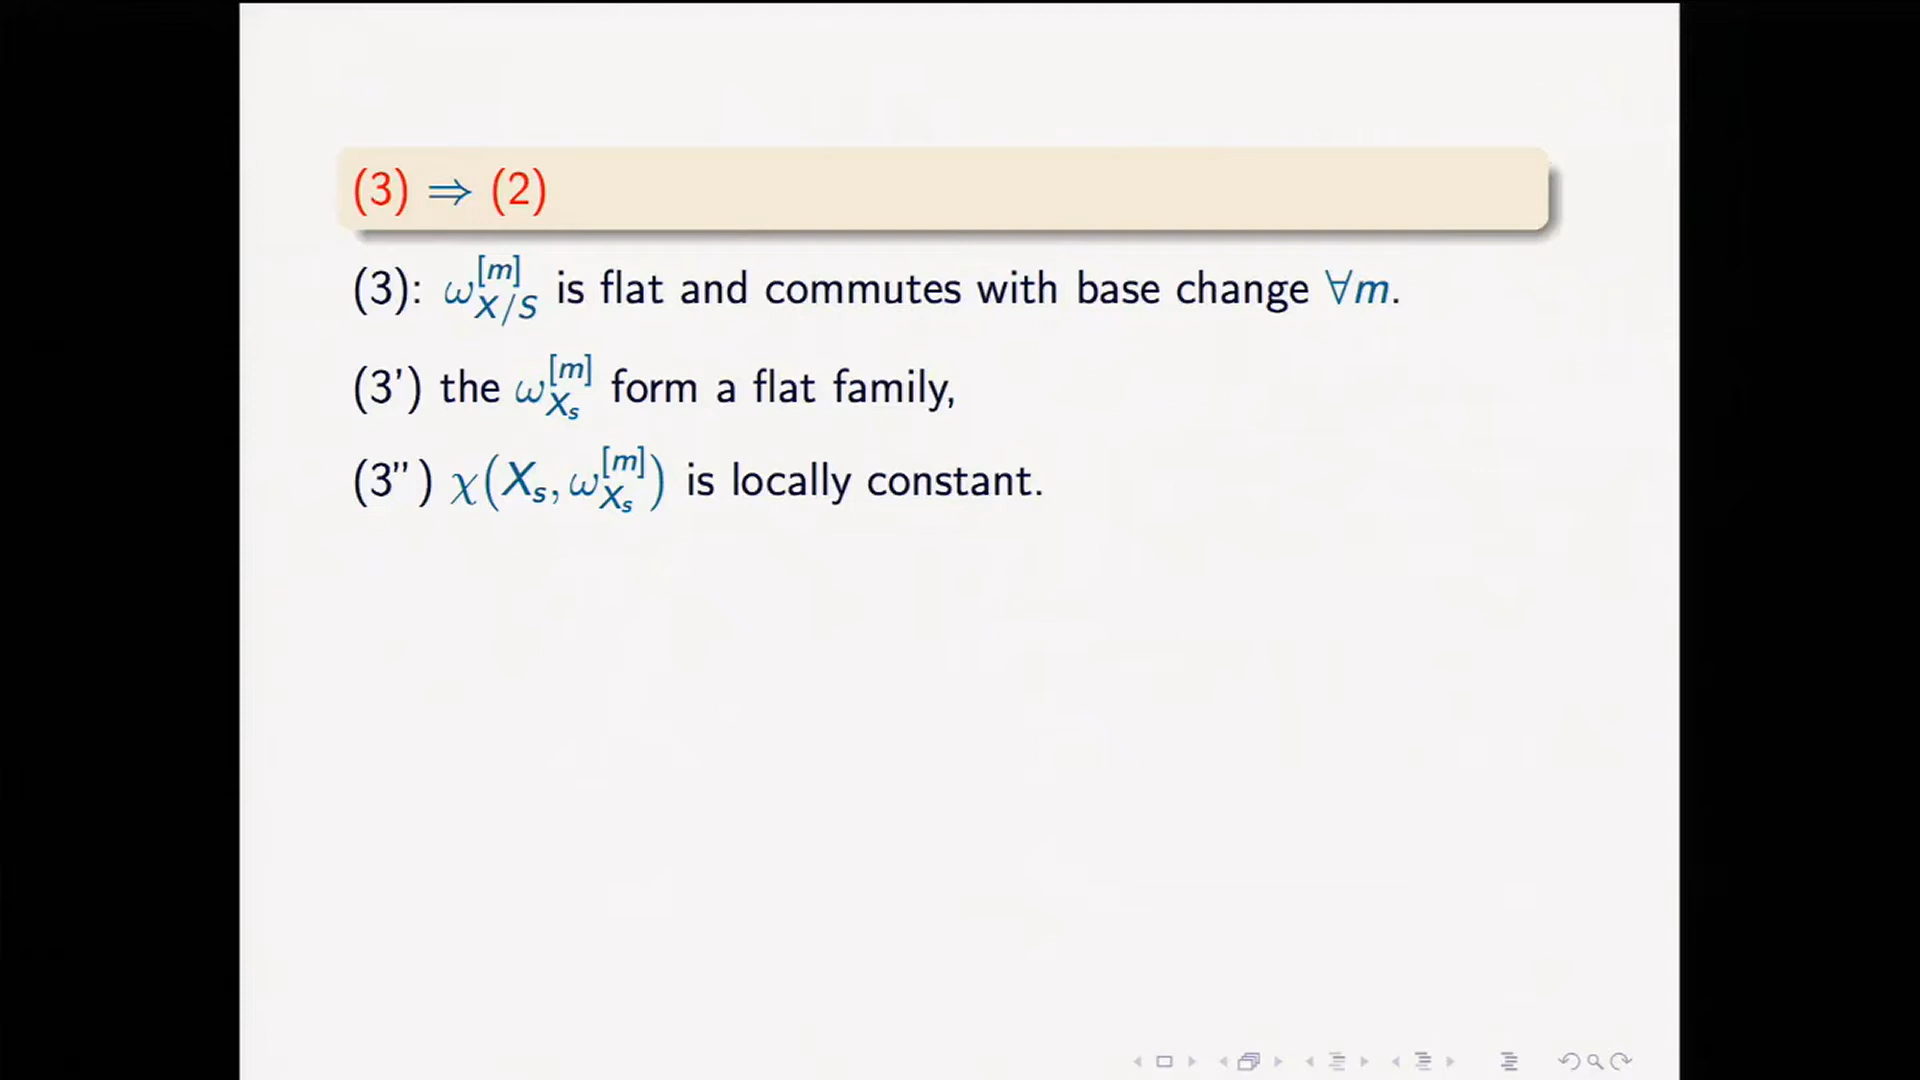 (3) ⇒ (2)
(3): ω_{X/S}^{[m]} is flat and commutes with base change ∀m.
(3') the ω_{X_s}^{[m]} form a flat family,
(3") χ(X_s, ω_{X_s}^{[m]}) is locally constant.